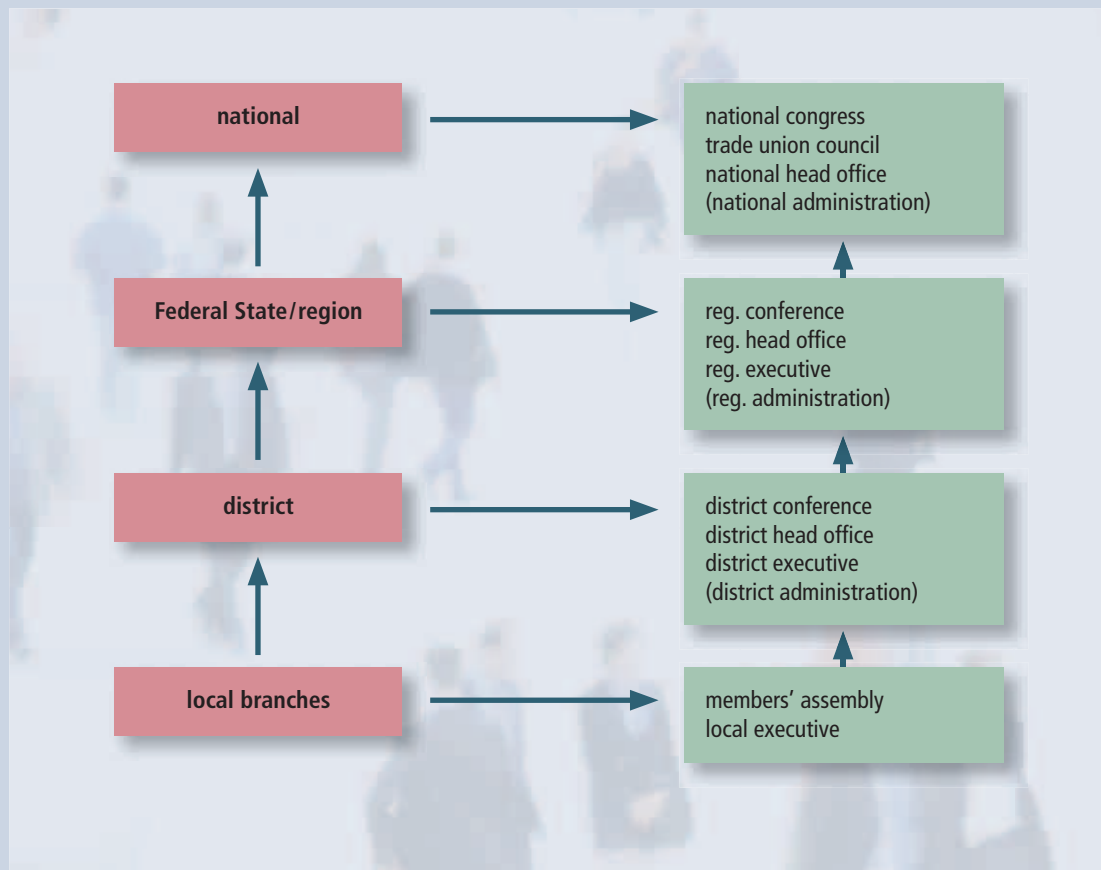 national
national congress
trade union council
national head office
(national administration)
Federal State/region
reg. conference
reg. head office
reg. executive
(reg. administration)
district
district conference
district head office
district executive
(district administration)
local branches
members’ assembly
local executive